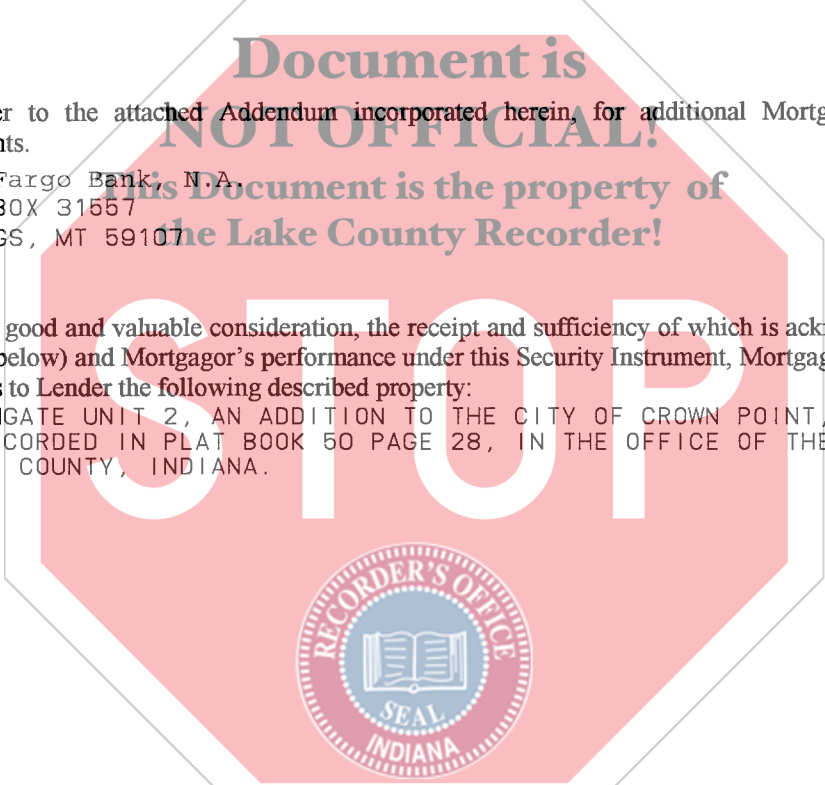 Document is
er to the attached Addendum incorporated herein, for additional Mortg
NOT OFFICIAL!
nts.
Fargo Bank, N.A.
This Document is the property of
BOX 31557
GS, MT 59107
the Lake County Recorder!
good and valuable consideration, the receipt and sufficiency of which is ack
below) and Mortgagor's performance under this Security Instrument, Mortgag
s to Lender the following described property:
NGATE UNIT 2, AN ADDITION TO THE CITY OF CROWN POINT,
CORDED IN PLAT BOOK 50 PAGE 28, IN THE OFFICE OF THE
COUNTY, INDIANA.
STOP
RECORDER'S OFFICE
SEAL
INDIANA